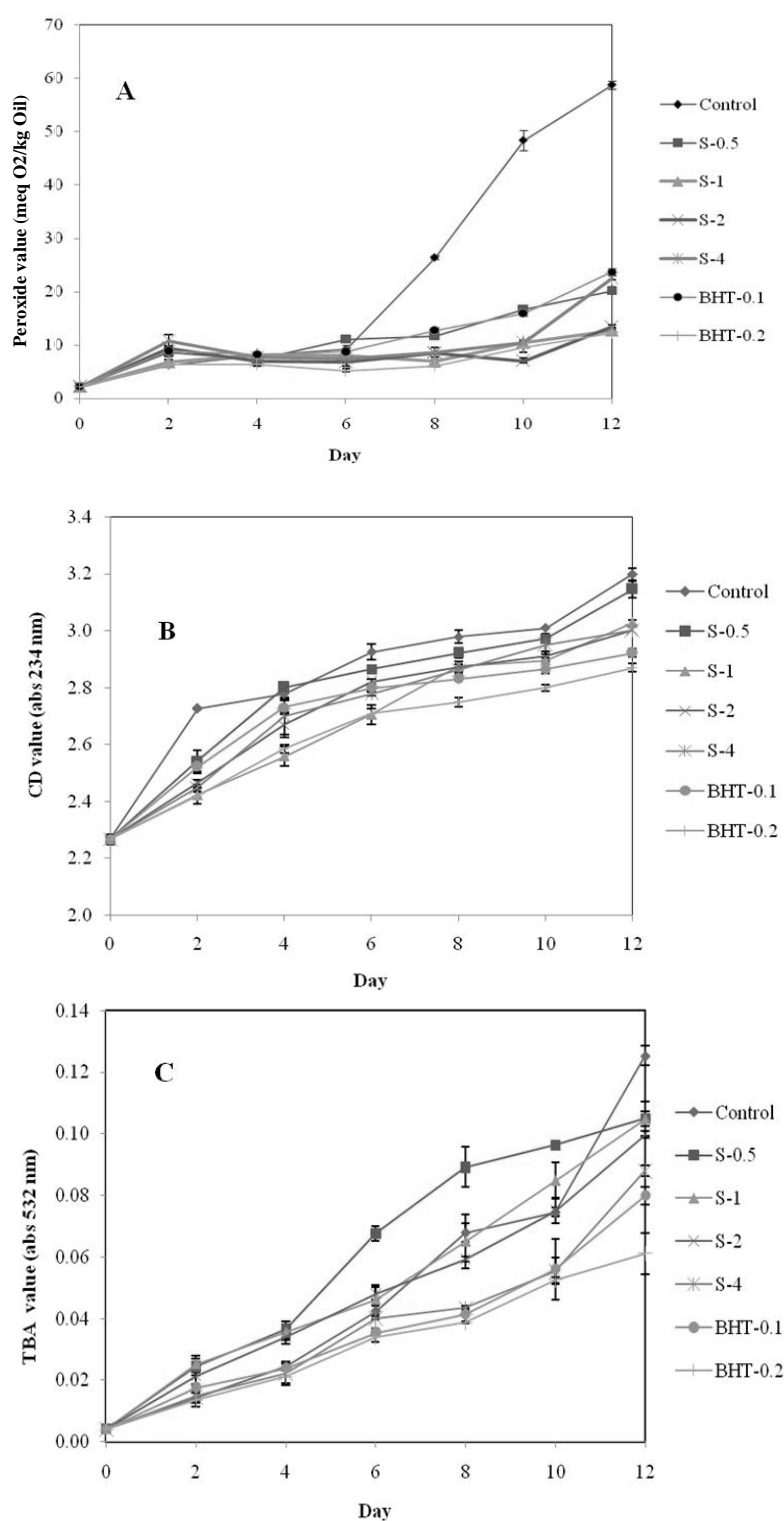 70
60
50
40
30
20
10
0
Peroxide value (meq O2/kg Oil)
A
0 2 4 6 8 10 12
Day
Control
S-0.5
S-1
S-2
S-4
BHT-0.1
BHT-0.2
3.4
3.2
3.0
2.8
2.6
2.4
2.2
2.0
CD value (abs 234 nm)
B
0 2 4 6 8 10 12
Day
Control
S-0.5
S-1
S-2
S-4
BHT-0.1
BHT-0.2
0.14
0.12
0.10
0.08
0.06
0.04
0.02
0.00
TBA value (abs 532 nm)
C
0 2 4 6 8 10 12
Day
Control
S-0.5
S-1
S-2
S-4
BHT-0.1
BHT-0.2